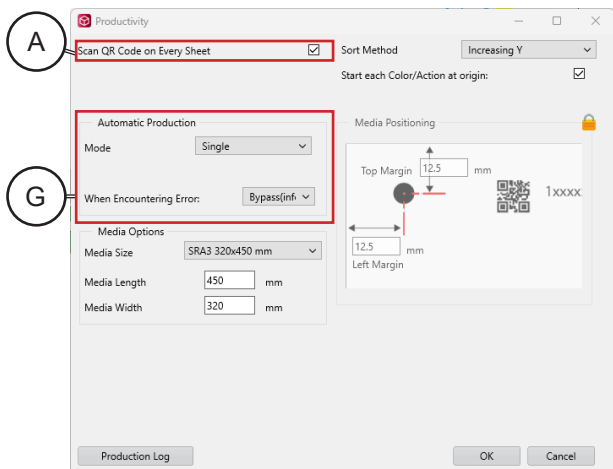 Productivity
A
Scan QR Code on Every Sheet
Sort Method Increasing Y
Start each Color/Action at origin:
Automatic Production
Mode Single
G
When Encountering Error: Bypass(info
Media Positioning
Top Margin 12.5 mm
1xxxx
12.5 mm
Left Margin
Media Options
Media Size SRA3 320x450 mm
Media Length 450 mm
Media Width 320 mm
Production Log
OK Cancel